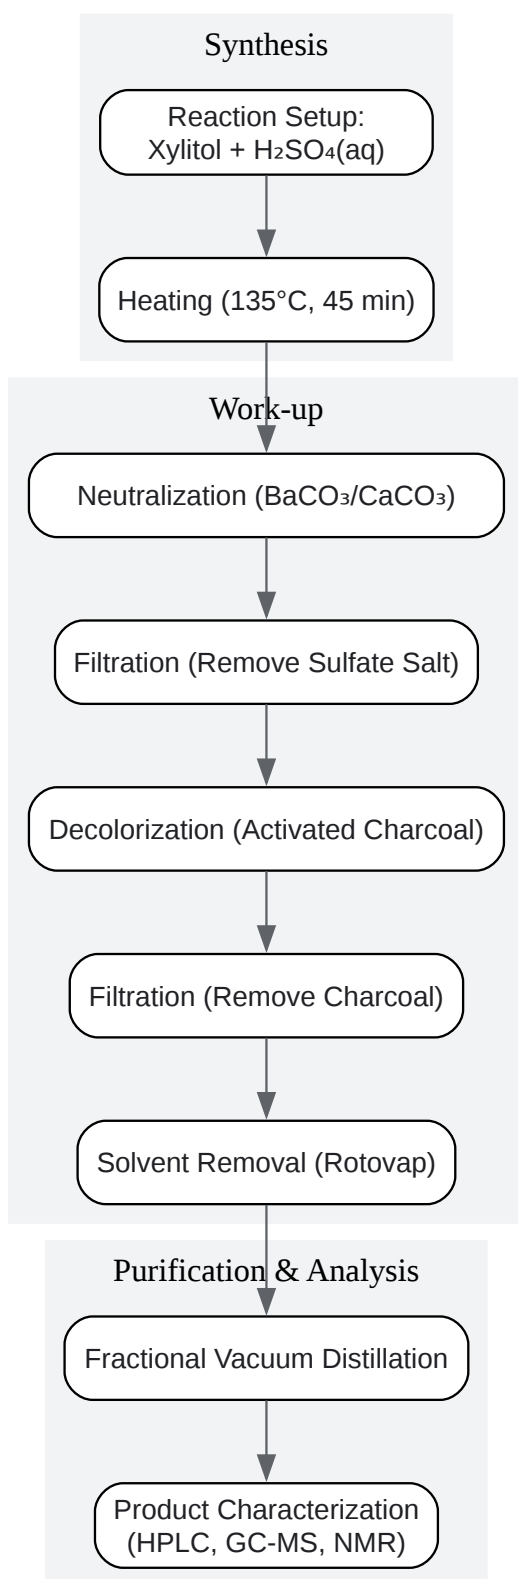 Synthesis
Reaction Setup:
Xylitol + H₂SO₄(aq)
Heating (135°C, 45 min)
Work-up
Neutralization (BaCO₃/CaCO₃)
Filtration (Remove Sulfate Salt)
Decolorization (Activated Charcoal)
Filtration (Remove Charcoal)
Solvent Removal (Rotovap)
Purification & Analysis
Fractional Vacuum Distillation
Product Characterization
(HPLC, GC-MS, NMR)